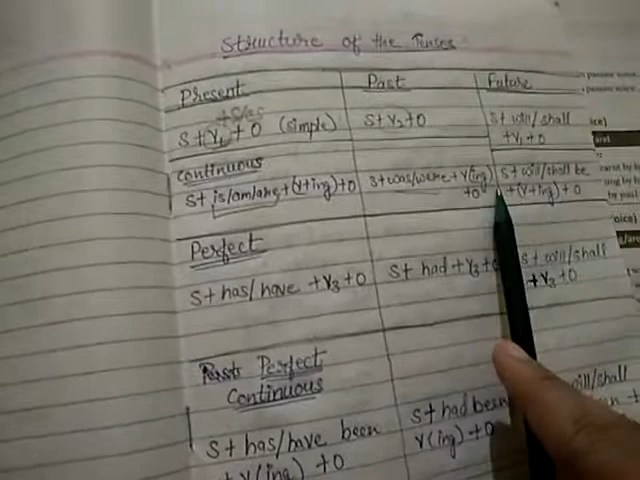 Structure of the Tenses
Present Past Future
+s/es
S+(V1)+O (simple) S+V2+O S+will/shall
+V1+O
Continuous
S+is/am/are+(V+ing)+O S+was/were+V(ing) S+will/shall be
+O +(V+ing)+O
Perfect
S+has/have +V3+O S+ had +V3+ S+will/shall
+V3+O
Perfect
Continuous
S+has/have been S+had been will/shall
+V(ing) +O V(ing)+O